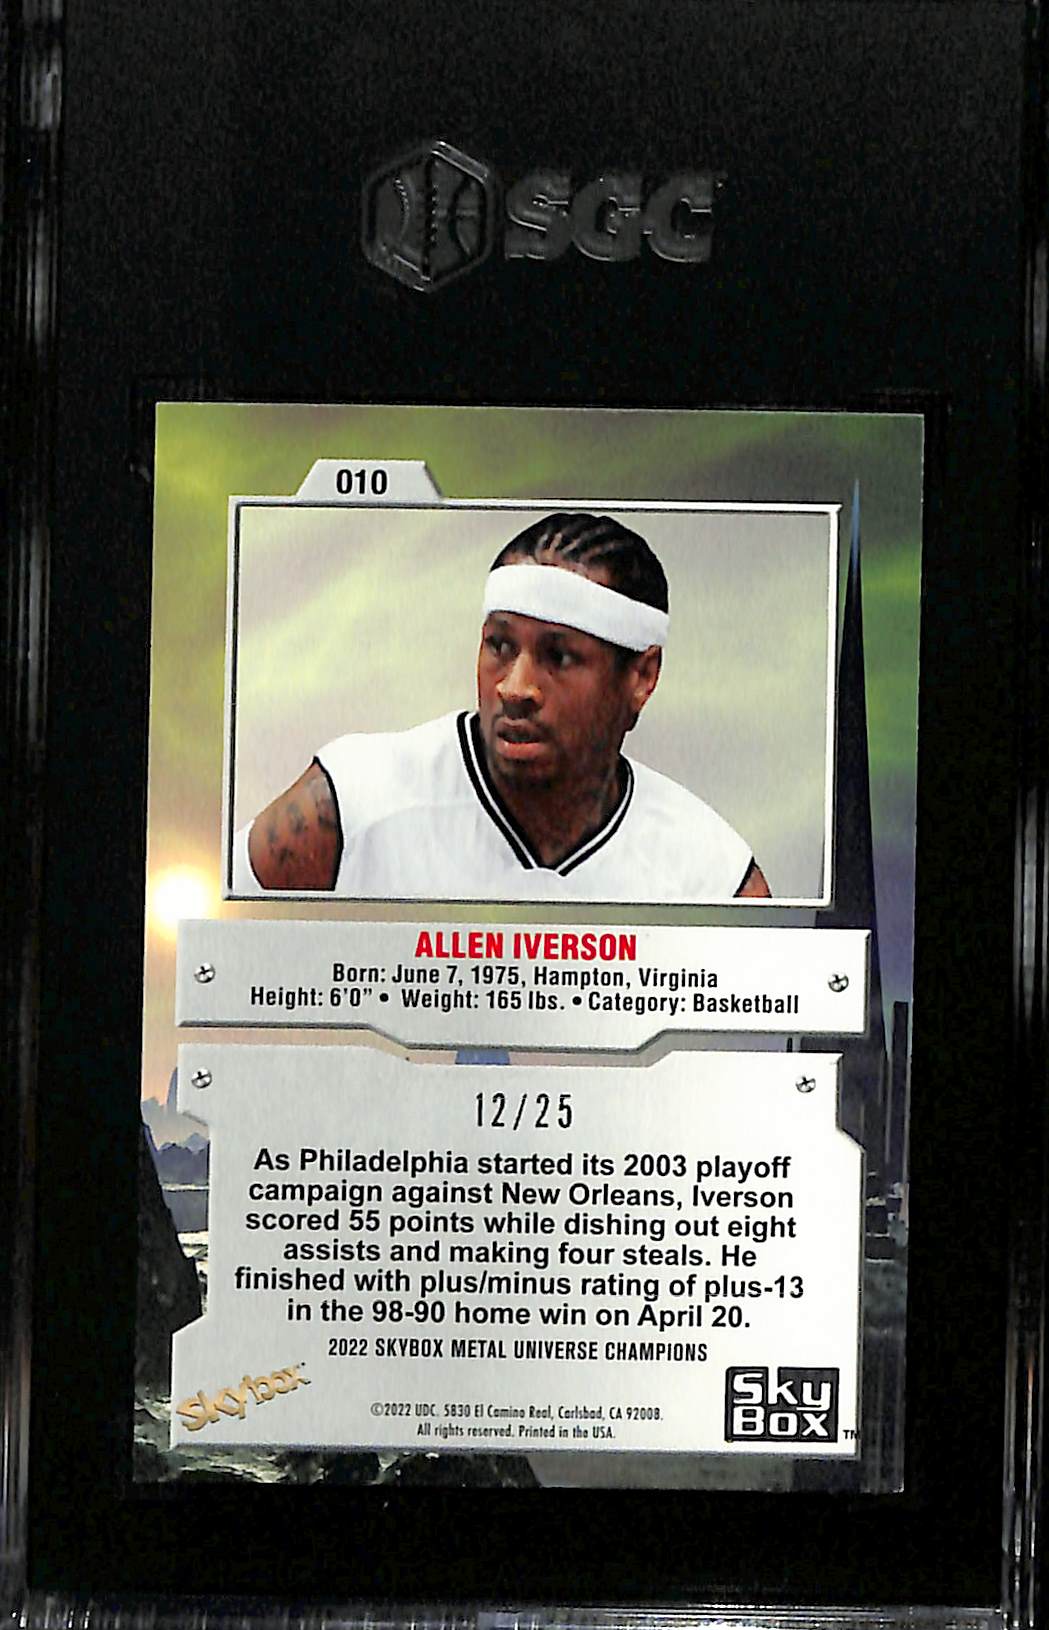 SGC
010
ALLEN IVERSON
Born: June 7, 1975, Hampton, Virginia
Height: 6'0" • Weight: 165 lbs. • Category: Basketball
12/25
As Philadelphia started its 2003 playoff
campaign against New Orleans, Iverson
scored 55 points while dishing out eight
assists and making four steals. He
finished with plus/minus rating of plus-13
in the 98-90 home win on April 20.
2022 SKYBOX METAL UNIVERSE CHAMPIONS
Skybox
©2022 UDC. 5830 El Camino Real, Carlsbad, CA 92008.
All rights reserved. Printed in the USA.
Sky
Box
TM